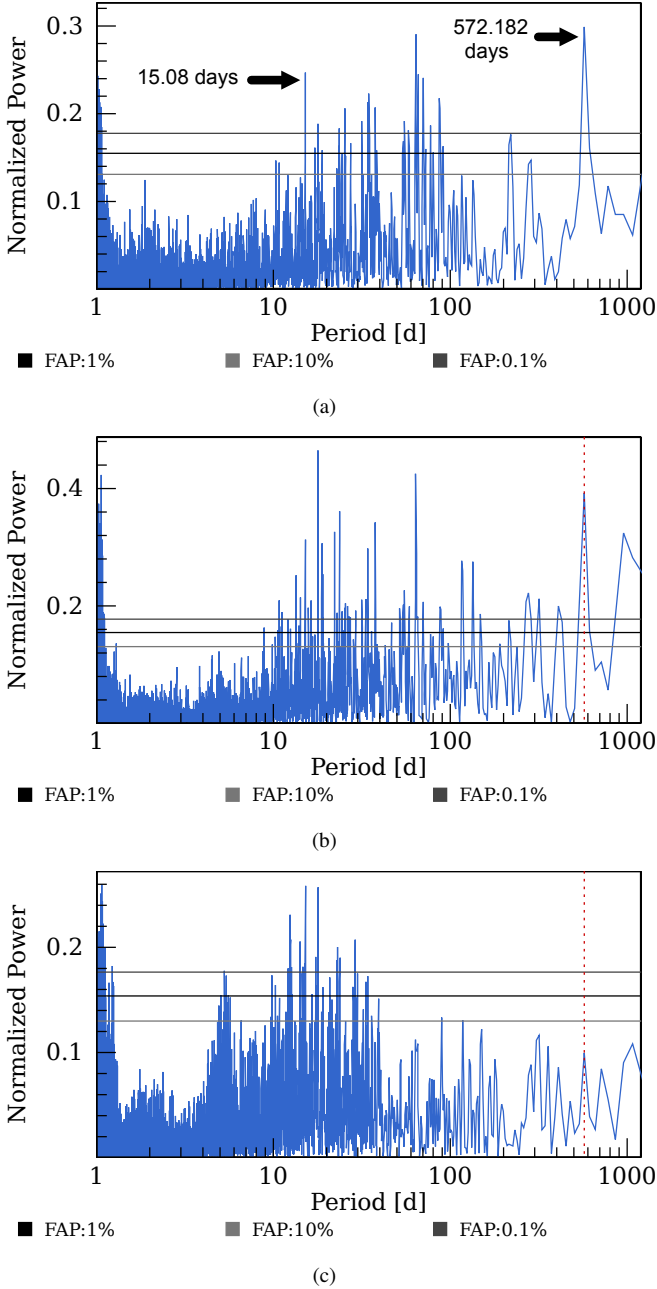 572.182
days
15.08 days
Normalized Power
0.3
0.2
0.1
1 10 100 1000
Period [d]
FAP:1% FAP:10% FAP:0.1%
(a)
Normalized Power
0.4
0.2
1 10 100 1000
Period [d]
FAP:1% FAP:10% FAP:0.1%
(b)
Normalized Power
0.2
0.1
1 10 100 1000
Period [d]
FAP:1% FAP:10% FAP:0.1%
(c)